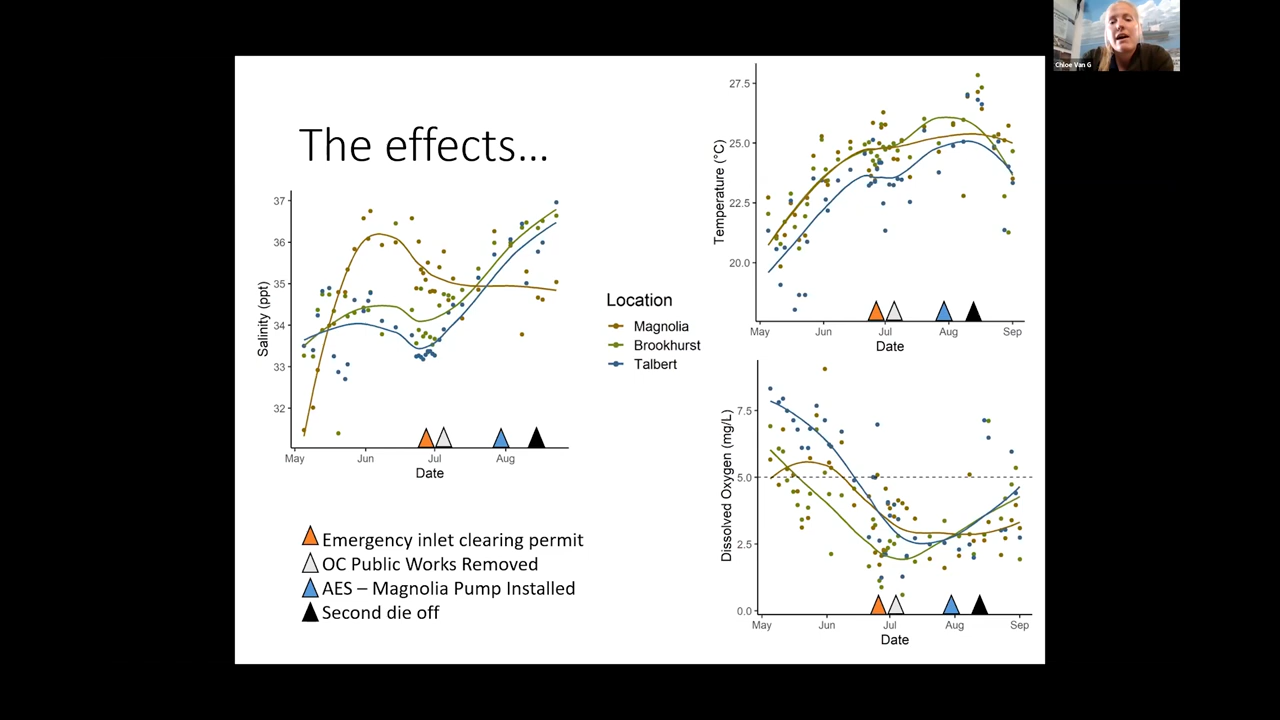 Chloe Van G
The effects...
37
36
35
34
33
32
Salinity (ppt)
May
Jun
Jul
Aug
Date
Location
Magnolia
Brookhurst
Talbert
27.5
25.0
22.5
20.0
Temperature (°C)
May
Jun
Jul
Aug
Sep
Date
7.5
5.0
2.5
0.0
Dissolved Oxygen (mg/L)
May
Jun
Jul
Aug
Sep
Date
Emergency inlet clearing permit
OC Public Works Removed
AES – Magnolia Pump Installed
Second die off